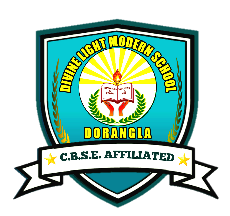 DIVINE LIGHT MODERN SCHOOL
DORANGLA
C.B.S.E. AFFILIATED